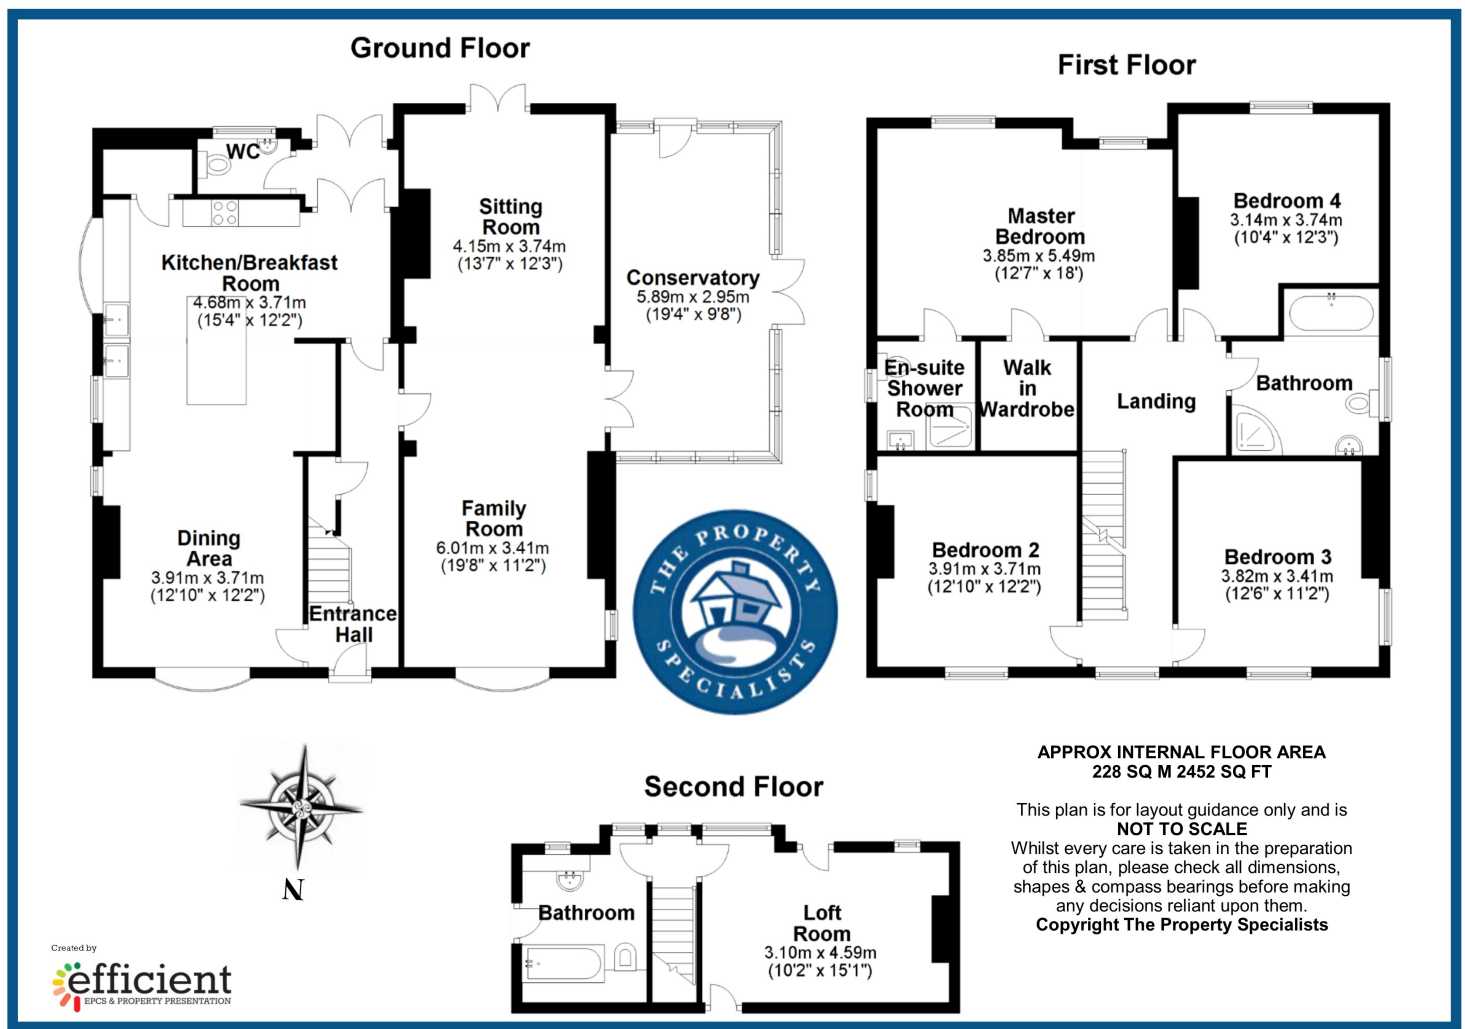 Ground Floor
WC
Sitting
Room
4.15m x 3.74m
(13'7" x 12'3")
Kitchen/Breakfast
Room
4.68m x 3.71m
(15'4" x 12'2")
Conservatory
5.89m x 2.95m
(19'4" x 9'8")
Family
Room
6.01m x 3.41m
(19'8" x 11'2")
Dining
Area
3.91m x 3.71m
(12'10" x 12'2")
Entrance
Hall
First Floor
Master
Bedroom
3.85m x 5.49m
(12'7" x 18')
Bedroom 4
3.14m x 3.74m
(10'4" x 12'3")
En-suite
Shower
Room
Walk
in
Wardrobe
Landing
Bathroom
Bedroom 2
3.91m x 3.71m
(12'10" x 12'2")
Bedroom 3
3.82m x 3.41m
(12'6" x 11'2")
THE PROPERTY
SPECIALISTS
N
Second Floor
Bathroom
Loft
Room
3.10m x 4.59m
(10'2" x 15'1")
APPROX INTERNAL FLOOR AREA
228 SQ M 2452 SQ FT
This plan is for layout guidance only and is
NOT TO SCALE
Whilst every care is taken in the preparation
of this plan, please check all dimensions,
shapes & compass bearings before making
any decisions reliant upon them.
Copyright The Property Specialists
Created by
efficient
EPCS & PROPERTY PRESENTATION